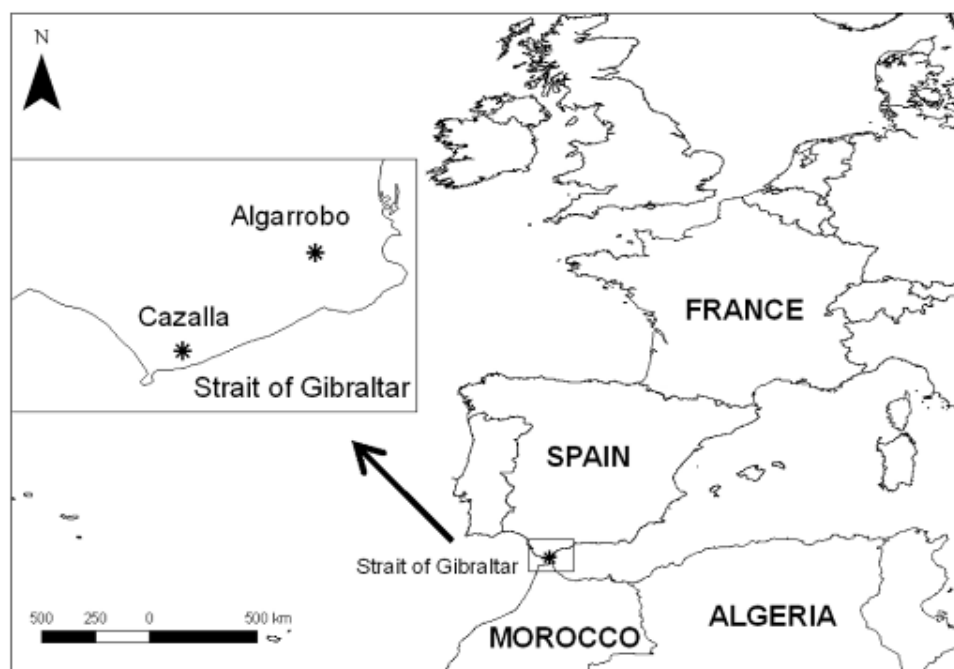 N
Algarrobo
Cazalla
Strait of Gibraltar
FRANCE
SPAIN
Strait of Gibraltar
ALGERIA
MOROCCO
500 250 0 500 km